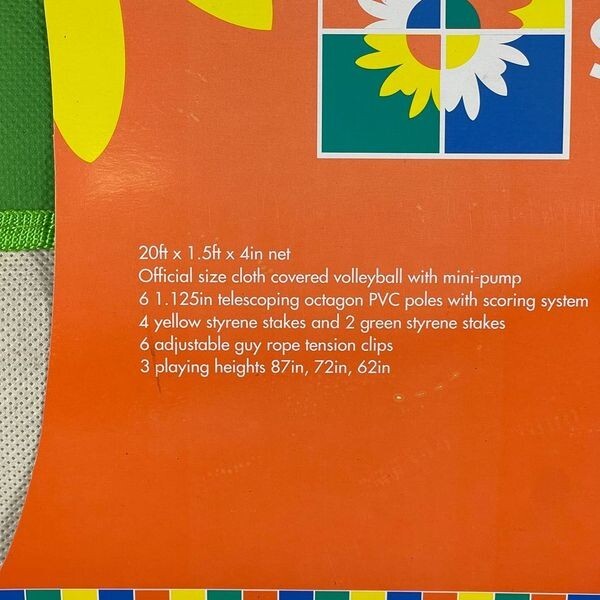 20ft x 1.5ft x 4in net
Official size cloth covered volleyball with mini-pump
6 1.125in telescoping octagon PVC poles with scoring system
4 yellow styrene stakes and 2 green styrene stakes
6 adjustable guy rope tension clips
3 playing heights 87in, 72in, 62in